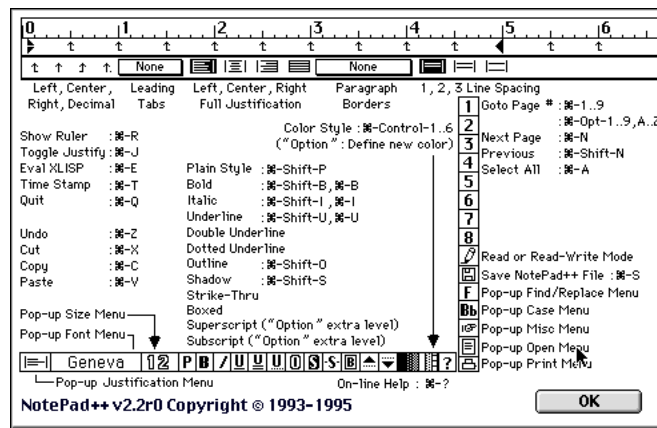 0 1 2 3 4 5 6
None None
Left, Center, Leading Left, Center, Right Paragraph 1, 2, 3 Line Spacing
Right, Decimal Tabs Full Justification Borders
1 Goto Page # :⌘-1..9
:⌘-Opt-1..9,A..Z
2
Color Style :⌘-Control-1..6
("Option" : Define new color)
Show Ruler :⌘-R
Toggle Justify :⌘-J
Eval XLISP :⌘-E
Time Stamp :⌘-T
Quit :⌘-Q
Undo :⌘-Z
Cut :⌘-X
Copy :⌘-C
Paste :⌘-V
Plain Style :⌘-Shift-P
Bold :⌘-Shift-B,⌘-B
Italic :⌘-Shift-I,⌘-I
Underline :⌘-Shift-U,⌘-U
Double Underline
Dotted Underline
Outline :⌘-Shift-O
Shadow :⌘-Shift-S
Strike-Thru
Boxed
Superscript ("Option" extra level)
Subscript ("Option" extra level)
3 Next Page :⌘-N
Previous :⌘-Shift-N
4 Select All :⌘-A
5
6
7
8
Read or Read-Write Mode
Save NotePad++ File :⌘-S
F Pop-up Find/Replace Menu
Bb Pop-up Case Menu
Pop-up Misc Menu
Pop-up Open Menu
Pop-up Print Menu
Pop-up Size Menu
Pop-up Font Menu
Geneva 12 P B I U U U O S S B ?
Pop-up Justification Menu
On-line Help : ⌘-?
NotePad++ v2.2r0 Copyright © 1993-1995
OK